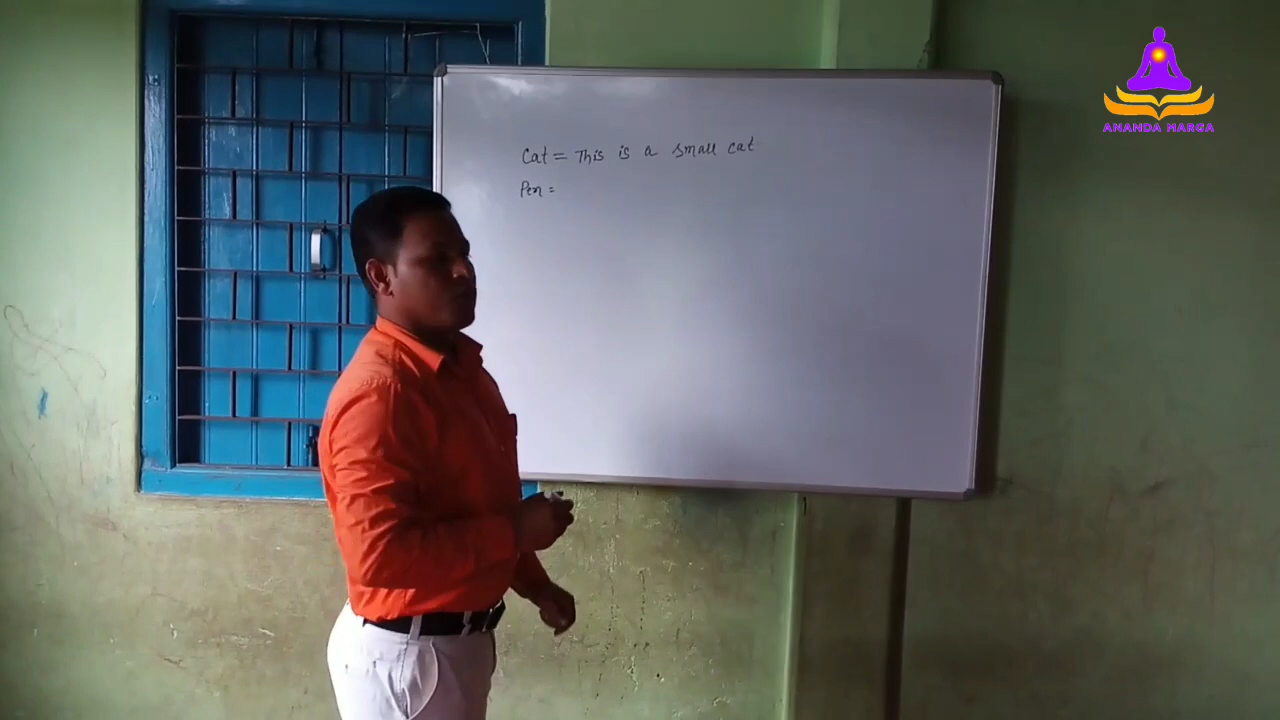 ANANDA MARGA
Cat = This is a small cat
Pen =